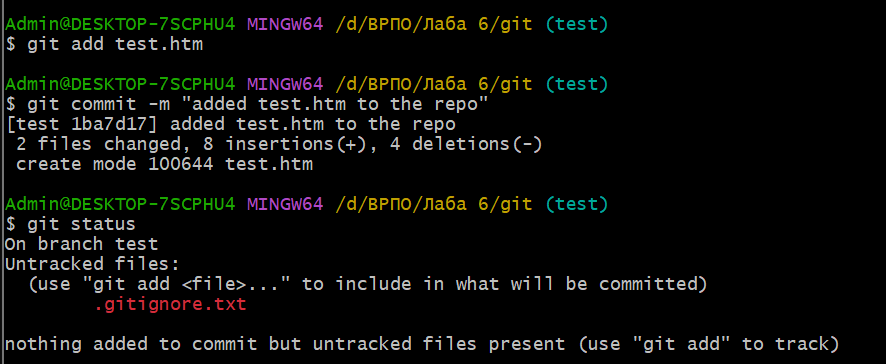 Admin@DESKTOP-7SCPHU4 MINGW64 /d/ВРПО/Лаба 6/git (test)
$ git add test.htm
Admin@DESKTOP-7SCPHU4 MINGW64 /d/ВРПО/Лаба 6/git (test)
$ git commit -m "added test.htm to the repo"
[test 1ba7d17] added test.htm to the repo
 2 files changed, 8 insertions(+), 4 deletions(-)
 create mode 100644 test.htm
Admin@DESKTOP-7SCPHU4 MINGW64 /d/ВРПО/Лаба 6/git (test)
$ git status
On branch test
Untracked files:
  (use "git add <file>..." to include in what will be committed)
        .gitignore.txt
nothing added to commit but untracked files present (use "git add" to track)